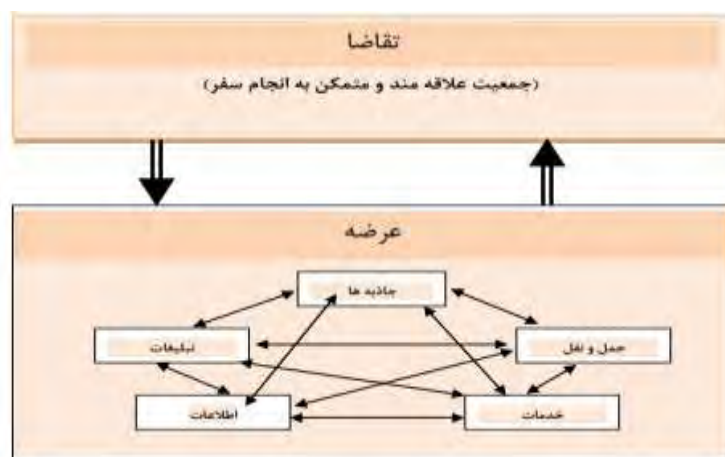 تقاضا
(جمعیت علاقه مند و متمکن به انجام سفر)
عرضه
جاذبه ها
حمل و نقل
تبلیغات
خدمات
اطلاعات